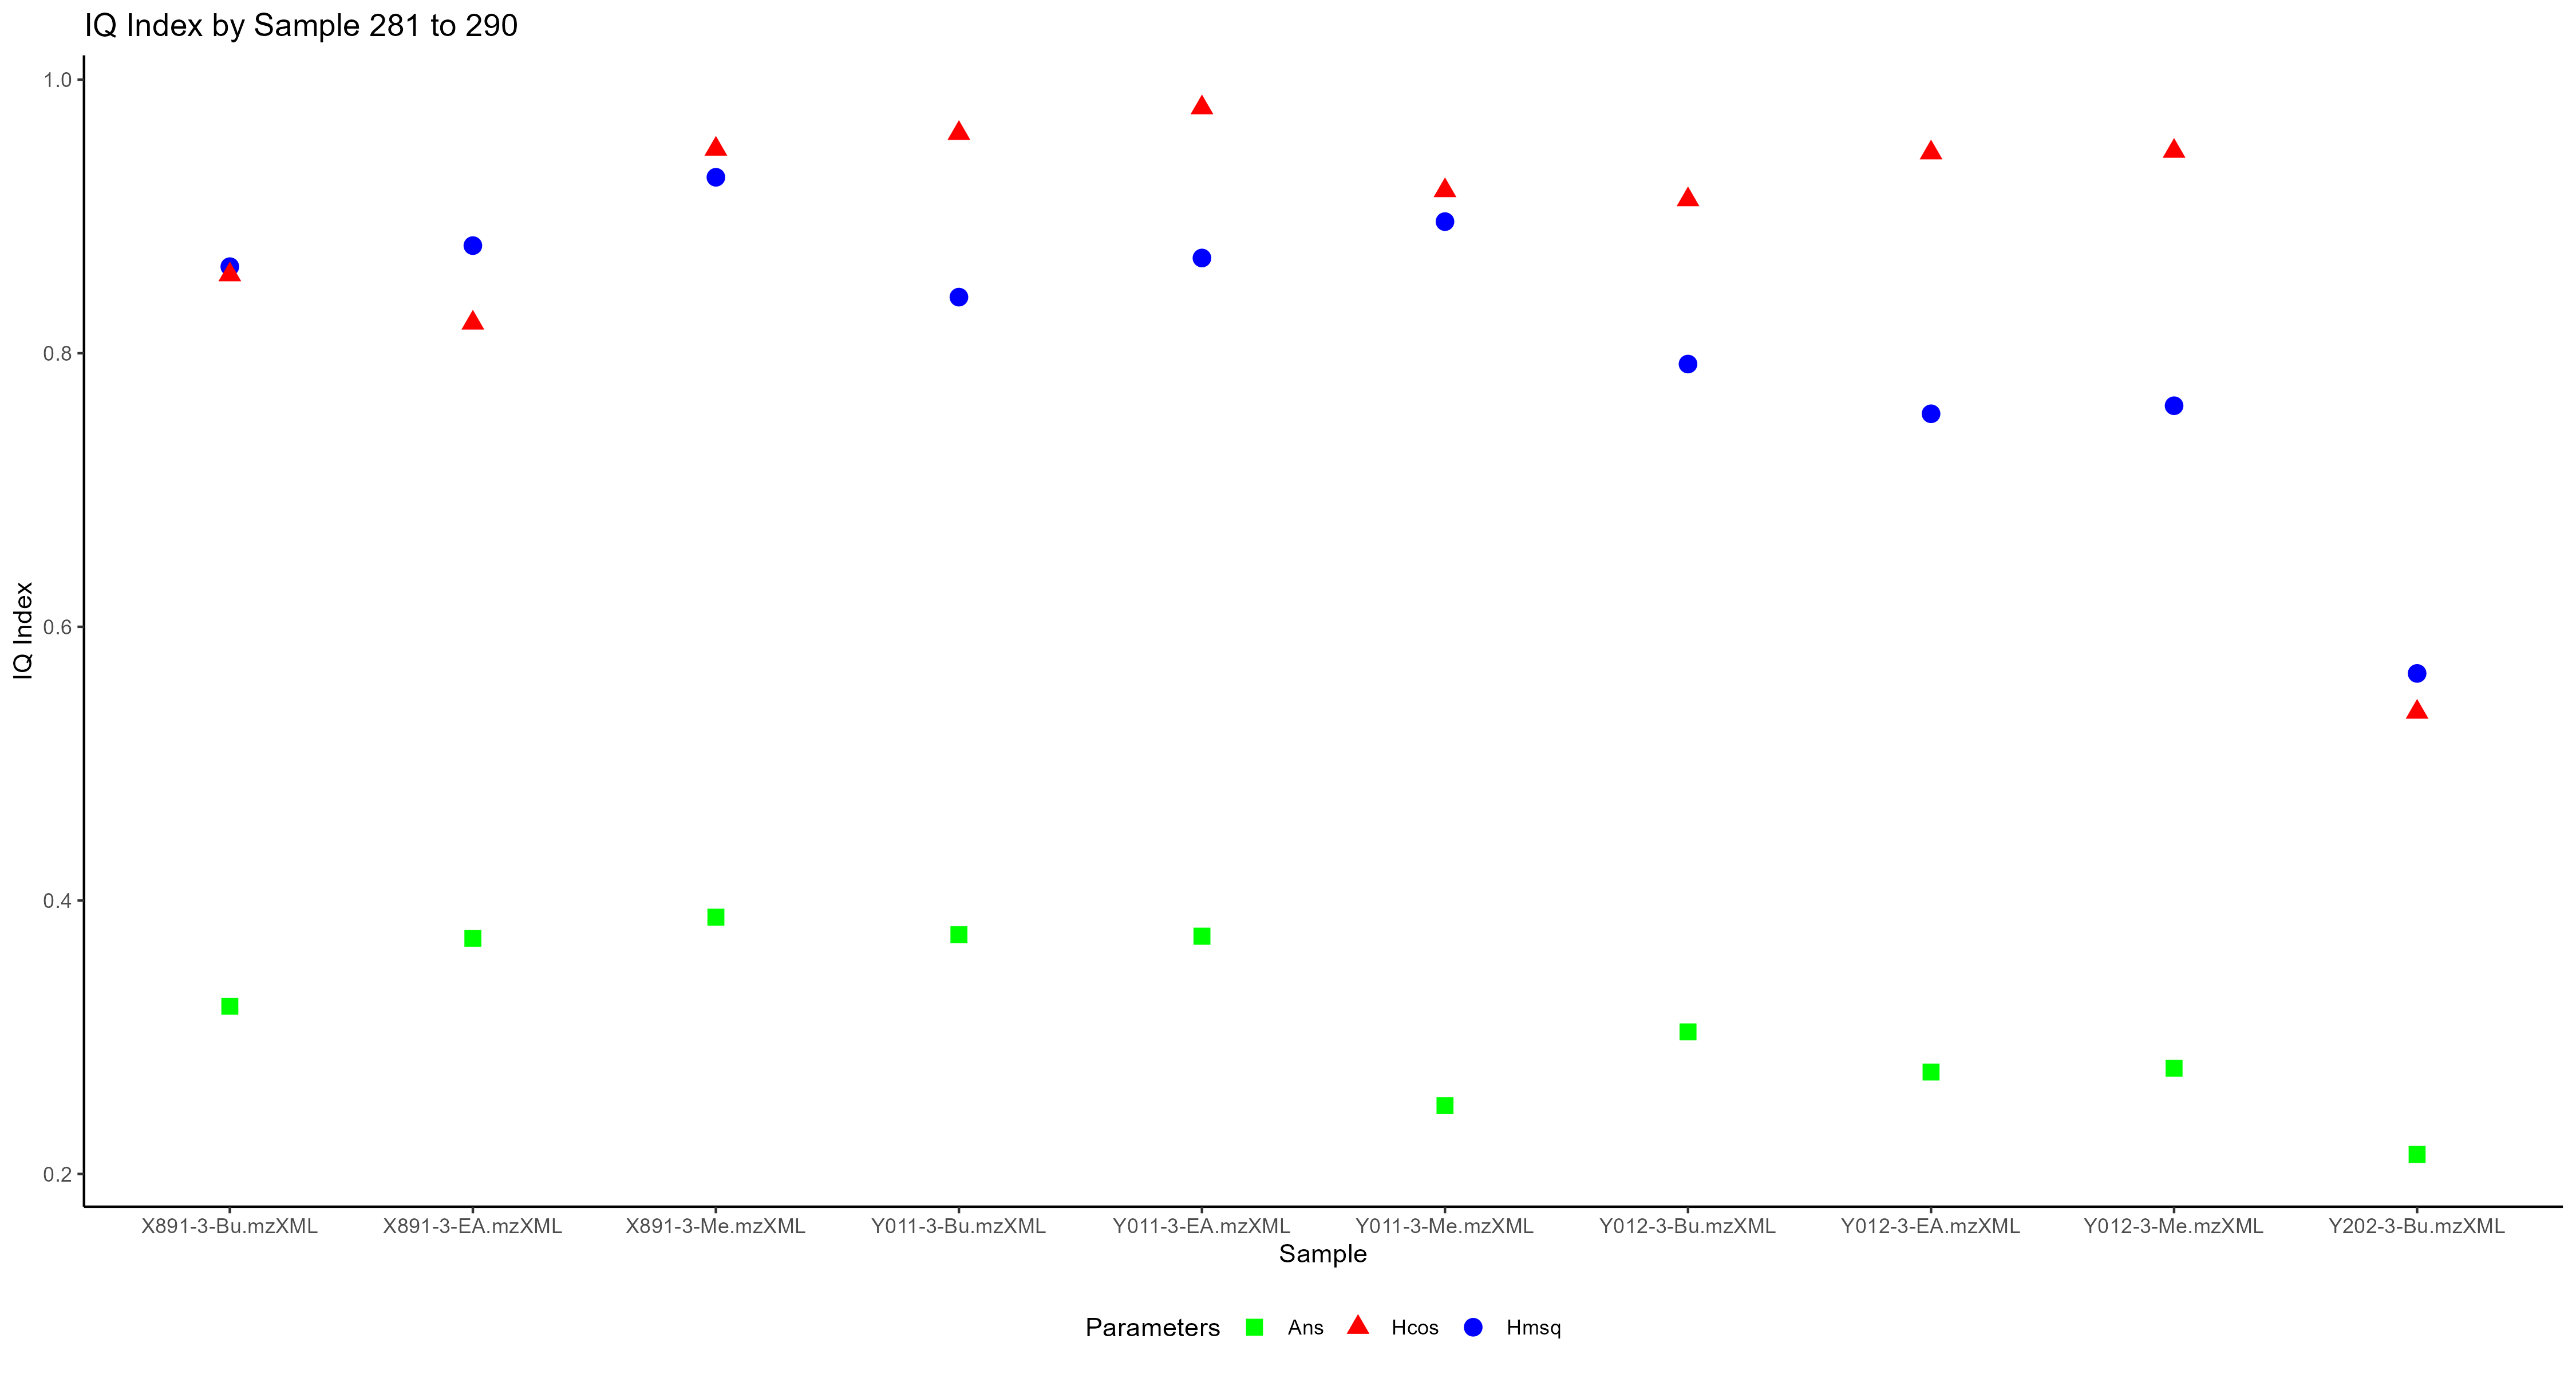 IQ Index by Sample 281 to 290
1.0
0.8
0.6
0.4
0.2
IQ Index
X891-3-Bu.mzXML X891-3-EA.mzXML X891-3-Me.mzXML Y011-3-Bu.mzXML Y011-3-EA.mzXML Y011-3-Me.mzXML Y012-3-Bu.mzXML Y012-3-EA.mzXML Y012-3-Me.mzXML Y202-3-Bu.mzXML
Sample
Parameters Ans Hcos Hmsq